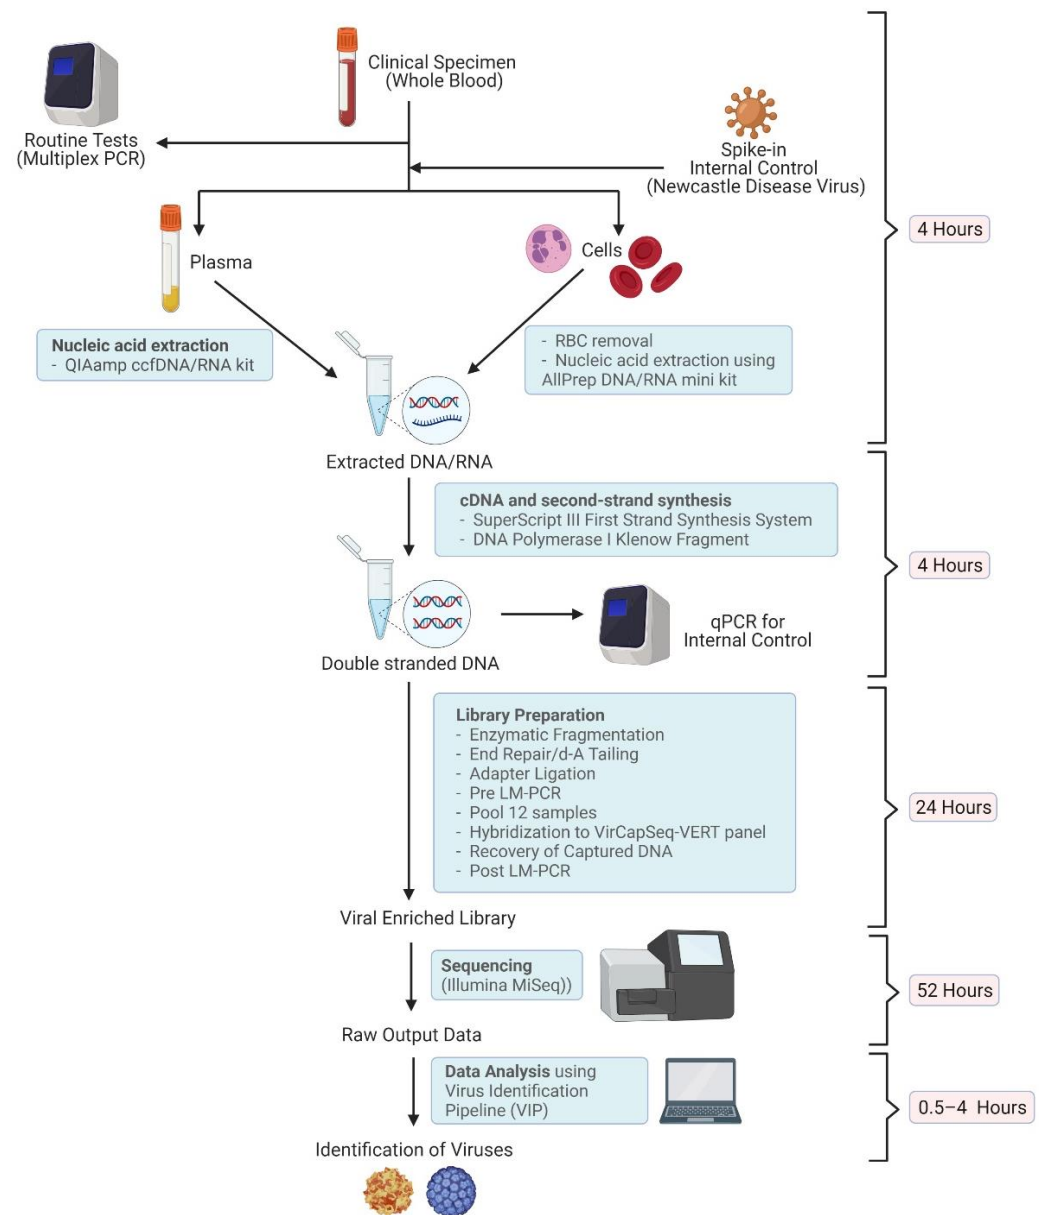 Clinical Specimen
(Whole Blood)
Routine Tests
(Multiplex PCR)
Spike-in
Internal Control
(Newcastle Disease Virus)
4 Hours
Plasma
Cells
Nucleic acid extraction
- QIAamp ccfDNA/RNA kit
- RBC removal
- Nucleic acid extraction using
AllPrep DNA/RNA mini kit
Extracted DNA/RNA
cDNA and second-strand synthesis
- SuperScript III First Strand Synthesis System
- DNA Polymerase I Klenow Fragment
4 Hours
qPCR for
Internal Control
Double stranded DNA
Library Preparation
- Enzymatic Fragmentation
- End Repair/d-A Tailing
- Adapter Ligation
- Pre LM-PCR
- Pool 12 samples
- Hybridization to VirCapSeq-VERT panel
- Recovery of Captured DNA
- Post LM-PCR
24 Hours
Viral Enriched Library
Sequencing
(Illumina MiSeq))
52 Hours
Raw Output Data
Data Analysis using
Virus Identification
Pipeline (VIP)
0.5–4 Hours
Identification of Viruses